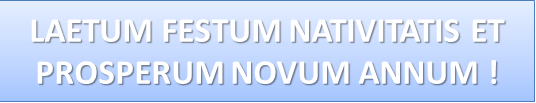 LAETUM FESTUM NATIVITATIS ET
PROSPERUM NOVUM ANNUM !